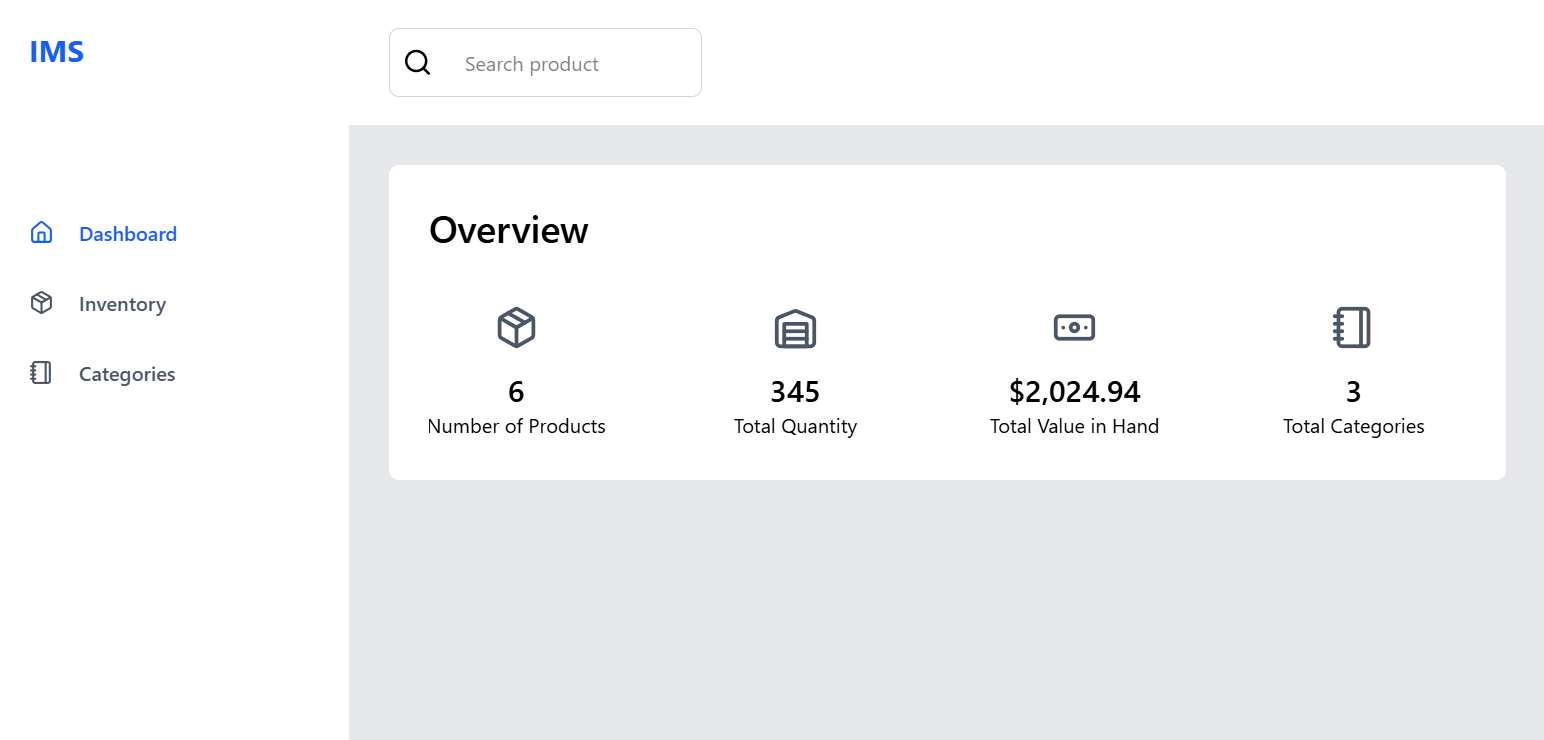 IMS
Search product
Dashboard
Inventory
Categories
Overview
6
Number of Products
345
Total Quantity
$2,024.94
Total Value in Hand
3
Total Categories